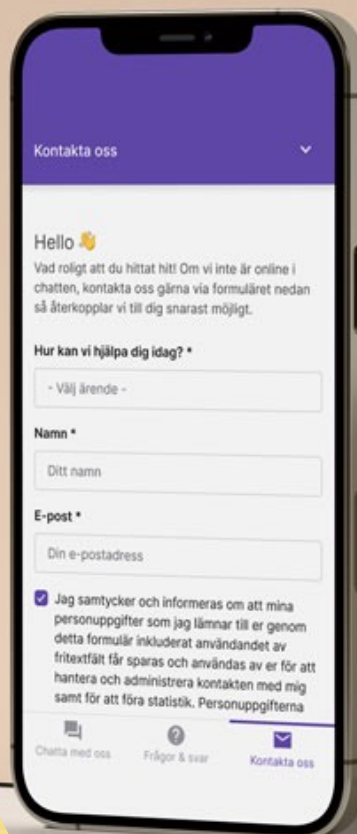 Kontakta oss
Hello 👋
Vad roligt att du hittat hit! Om vi inte är online i
chatten, kontakta oss gärna via formuläret nedan
så återkopplar vi till dig snarast möjligt.
Hur kan vi hjälpa dig idag? *
- Välj ärende -
Namn *
Ditt namn
E-post *
Din e-postadress
Jag samtycker och informeras om att mina
personuppgifter som jag lämnar till er genom
detta formulär inkluderat användandet av
fritextfält får sparas och användas av er för att
hantera och administrera kontakten med mig
samt för att föra statistik. Personuppgifterna
Chatta med oss
Frågor & svar
Kontakta oss